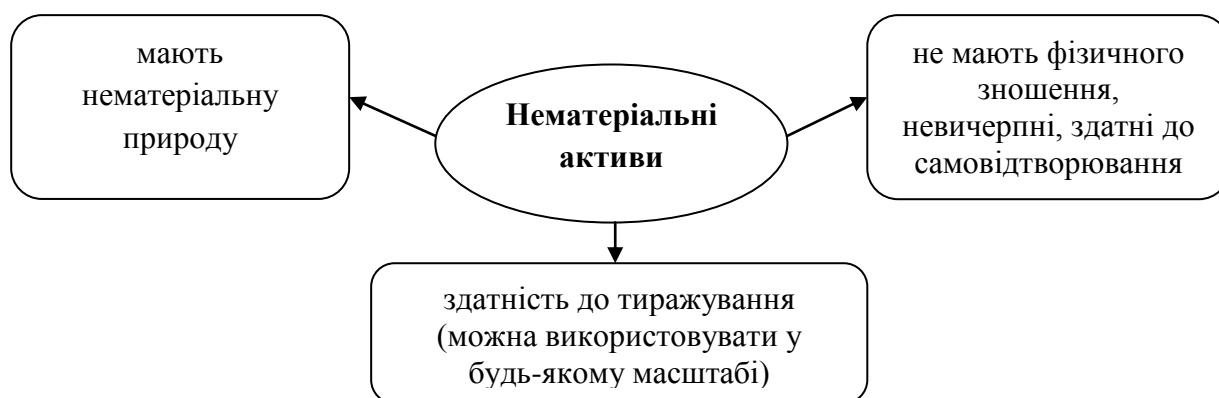 мають
нематеріальну
природу
Нематеріальні
активи
не мають фізичного
зношення,
невичерпні, здатні до
самовідтворювання
здатність до тиражування
(можна використовувати у
будь-якому масштабі)